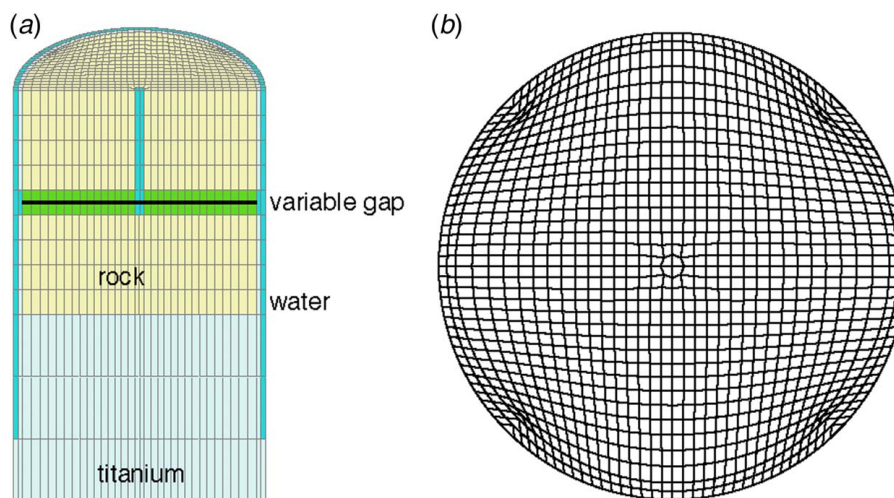 (a)
(b)
variable gap
rock
water
titanium